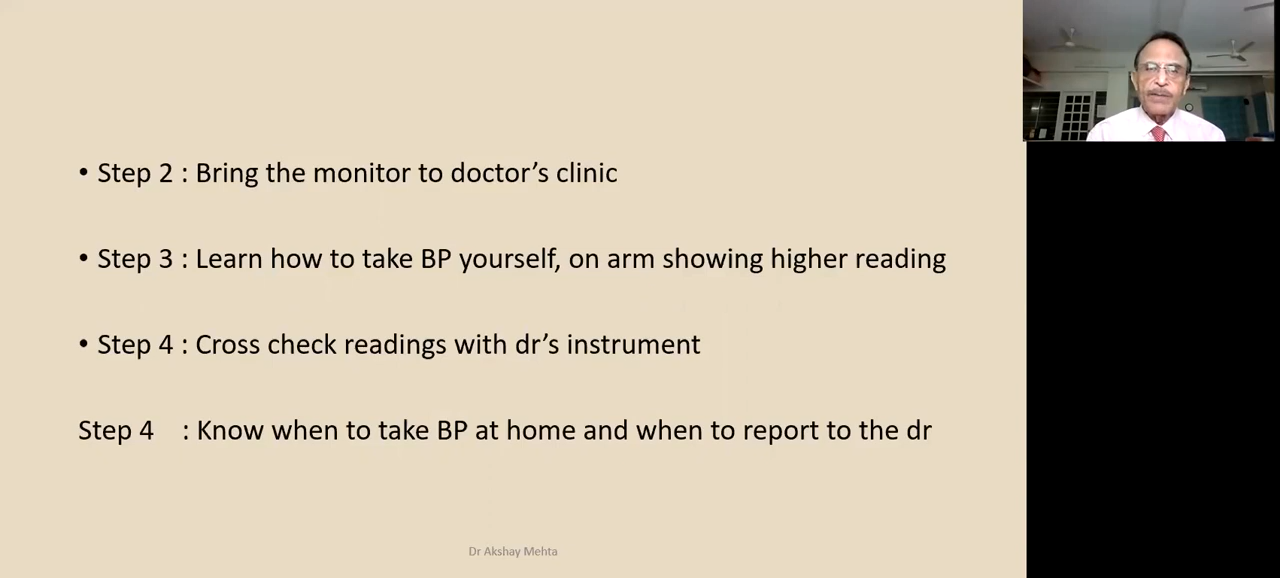 • Step 2 : Bring the monitor to doctor’s clinic
• Step 3 : Learn how to take BP yourself, on arm showing higher reading
• Step 4 : Cross check readings with dr’s instrument
Step 4 : Know when to take BP at home and when to report to the dr
Dr Akshay Mehta